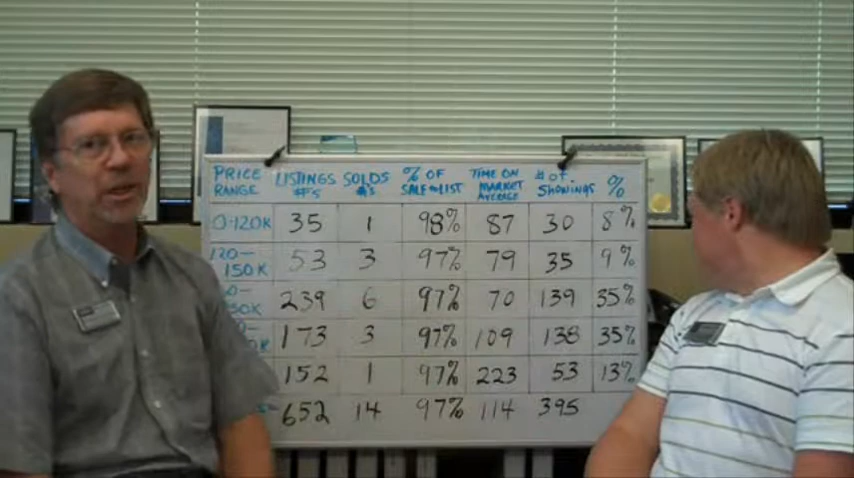 PRICE RANGE LISTINGS #'S SOLDS #'S % OF SALE to LIST TIME ON MARKET AVERAGE # OF. SHOWINGS %
0-120K 35 1 98% 87 30 8%
120-150K 53 3 97% 79 35 9%
239 6 97% 70 139 35%
173 3 97% 109 138 35%
152 1 97% 223 53 13%
652 14 97% 114 395